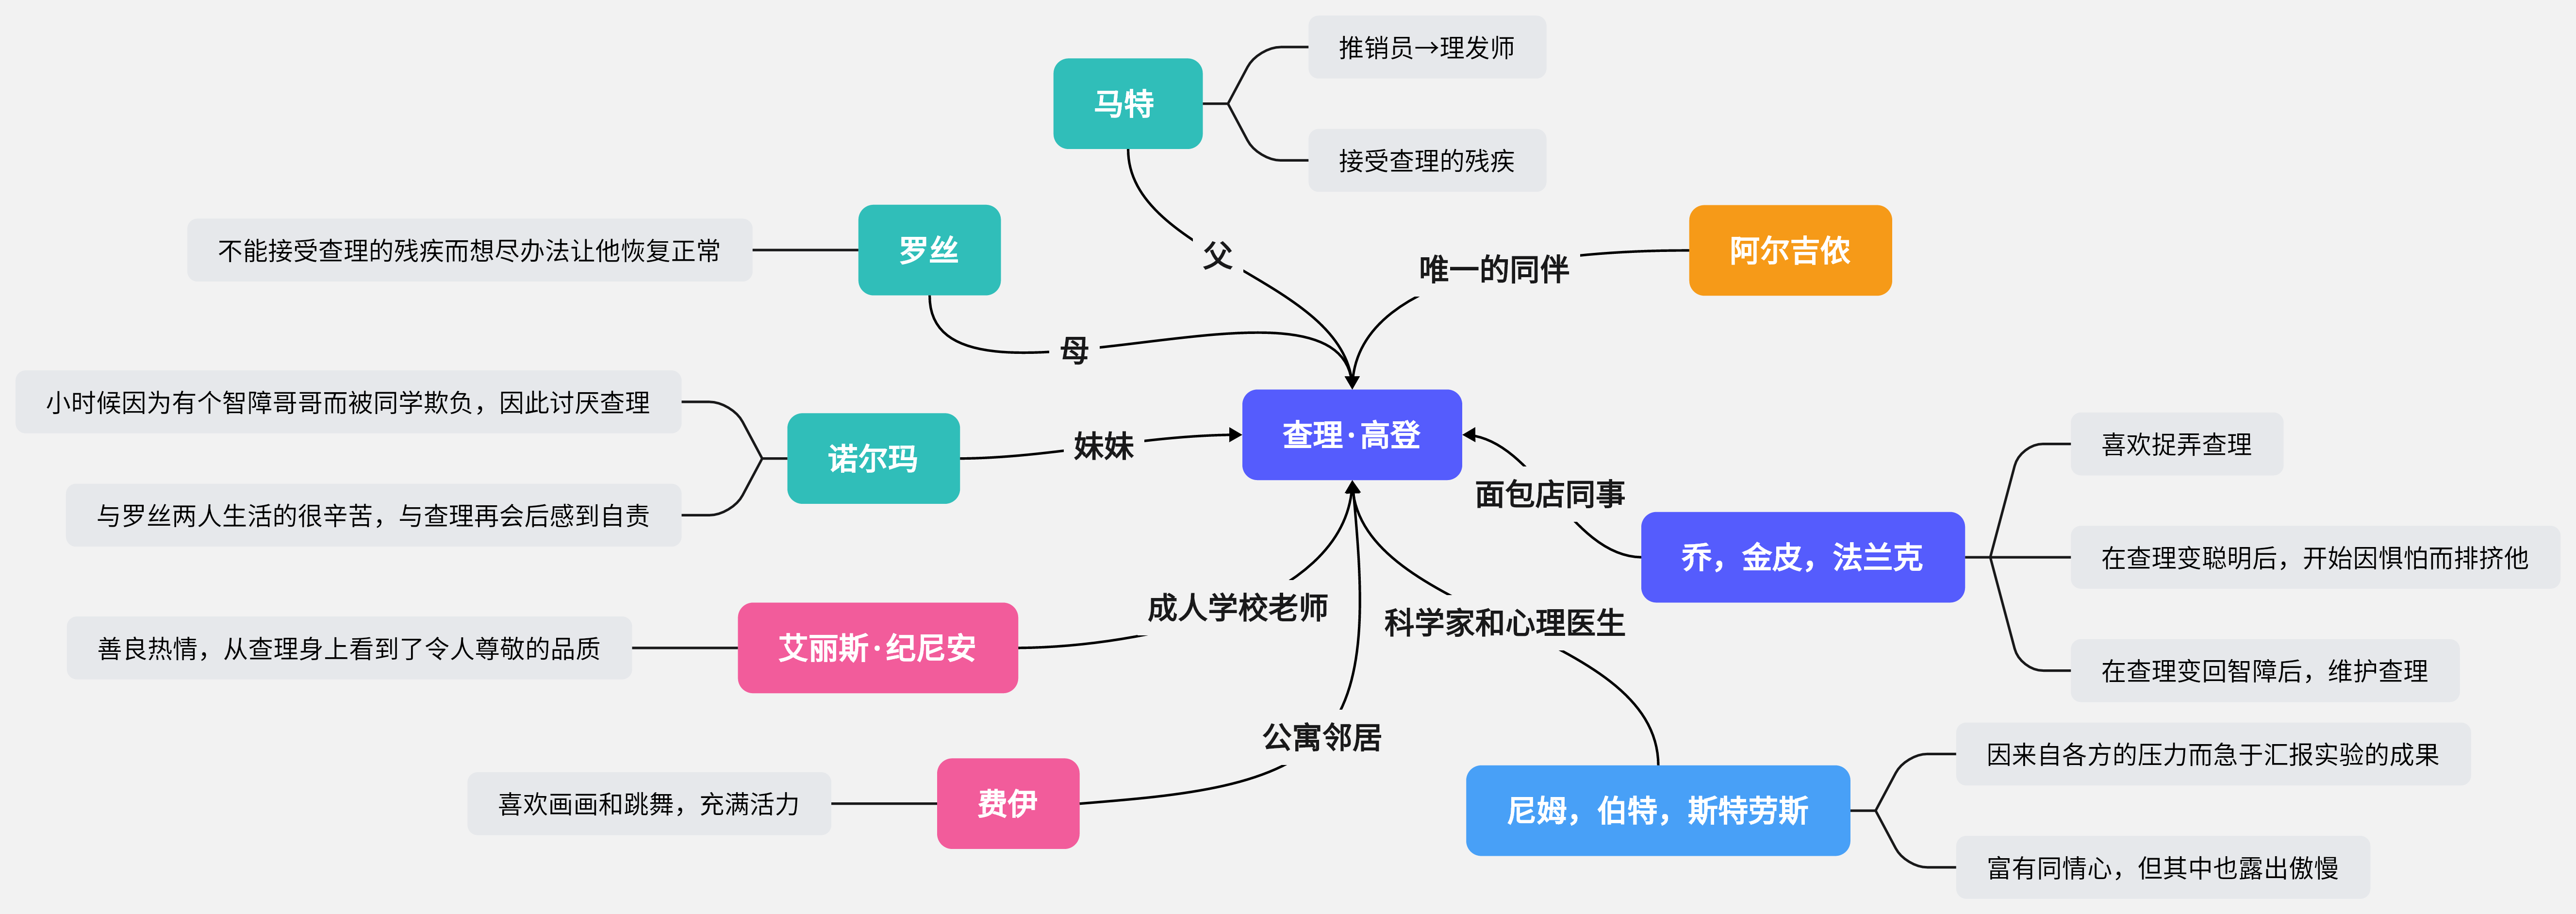 推销员→理发师
马特
接受查理的残疾
不能接受查理的残疾而想尽办法让他恢复正常
罗丝
父
唯一的同伴
阿尔吉侬
母
小时候因为有个智障哥哥而被同学欺负，因此讨厌查理
诺尔玛
妹妹
查理·高登
与罗丝两人生活的很辛苦，与查理再会后感到自责
面包店同事
乔，金皮，法兰克
喜欢捉弄查理
在查理变聪明后，开始因惧怕而排挤他
在查理变回智障后，维护查理
成人学校老师
科学家和心理医生
善良热情，从查理身上看到了令人尊敬的品质
艾丽斯·纪尼安
公寓邻居
喜欢画画和跳舞，充满活力
费伊
尼姆，伯特，斯特劳斯
因来自各方的压力而急于汇报实验的成果
富有同情心，但其中也露出傲慢